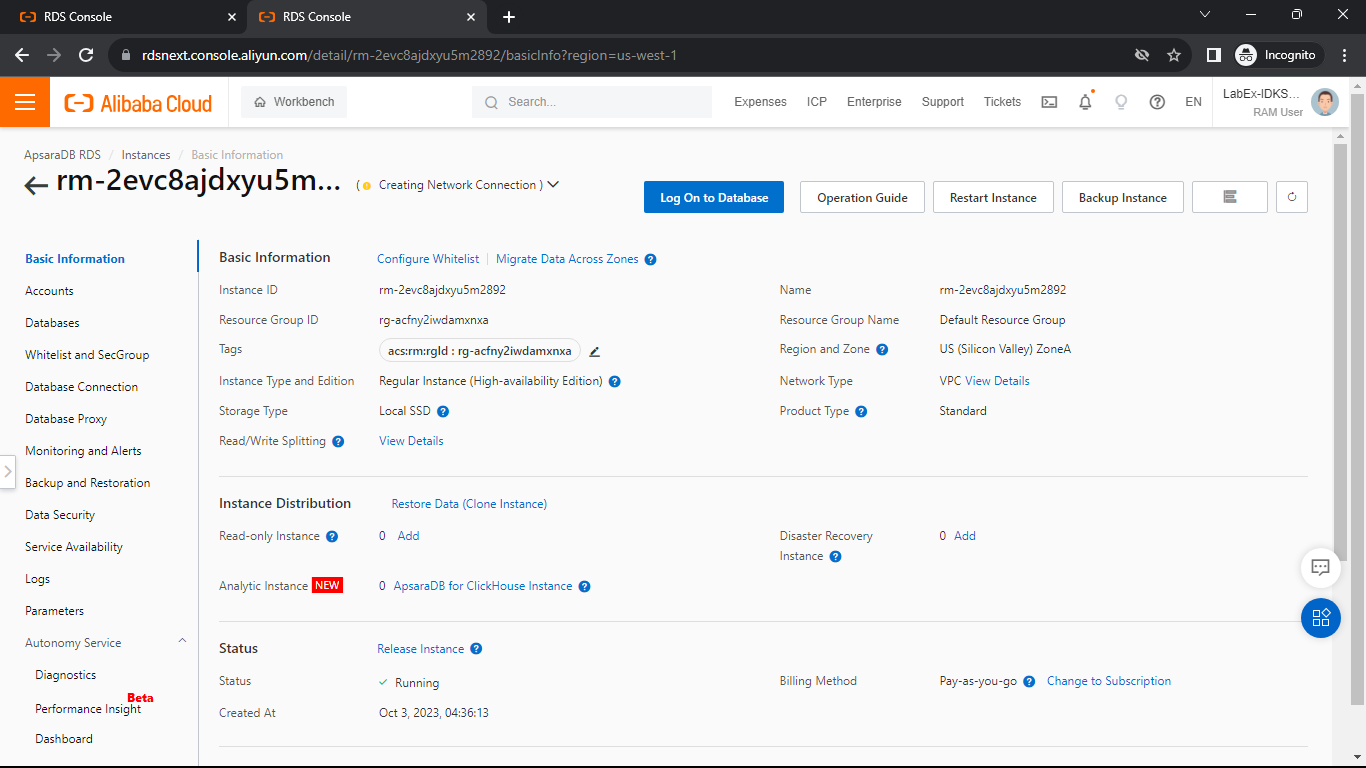 RDS Console
RDS Console
rdsnext.console.aliyun.com/detail/rm-2evc8ajdxyu5m2892/basicInfo?region=us-west-1
Incognito
Alibaba Cloud
Workbench
Search...
Expenses
ICP
Enterprise
Support
Tickets
EN
LabEx-IDKS...
RAM User
ApsaraDB RDS / Instances / Basic Information
rm-2evc8ajdxyu5m...
( Creating Network Connection )
Log On to Database
Operation Guide
Restart Instance
Backup Instance
Basic Information
Accounts
Databases
Whitelist and SecGroup
Database Connection
Database Proxy
Monitoring and Alerts
Backup and Restoration
Data Security
Service Availability
Logs
Parameters
Autonomy Service
Diagnostics
Beta
Performance Insight
Dashboard
Basic Information
Configure Whitelist | Migrate Data Across Zones
Instance ID
rm-2evc8ajdxyu5m2892
Name
rm-2evc8ajdxyu5m2892
Resource Group ID
rg-acfny2iwdamxnxa
Resource Group Name
Default Resource Group
Tags
acs:rm:rgId : rg-acfny2iwdamxnxa
Region and Zone
US (Silicon Valley) ZoneA
Instance Type and Edition
Regular Instance (High-availability Edition)
Network Type
VPC View Details
Storage Type
Local SSD
Product Type
Standard
Read/Write Splitting
View Details
Instance Distribution
Restore Data (Clone Instance)
Read-only Instance
0 Add
Disaster Recovery
Instance
0 Add
Analytic Instance NEW
0 ApsaraDB for ClickHouse Instance
Status
Release Instance
Status
Running
Billing Method
Pay-as-you-go
Change to Subscription
Created At
Oct 3, 2023, 04:36:13